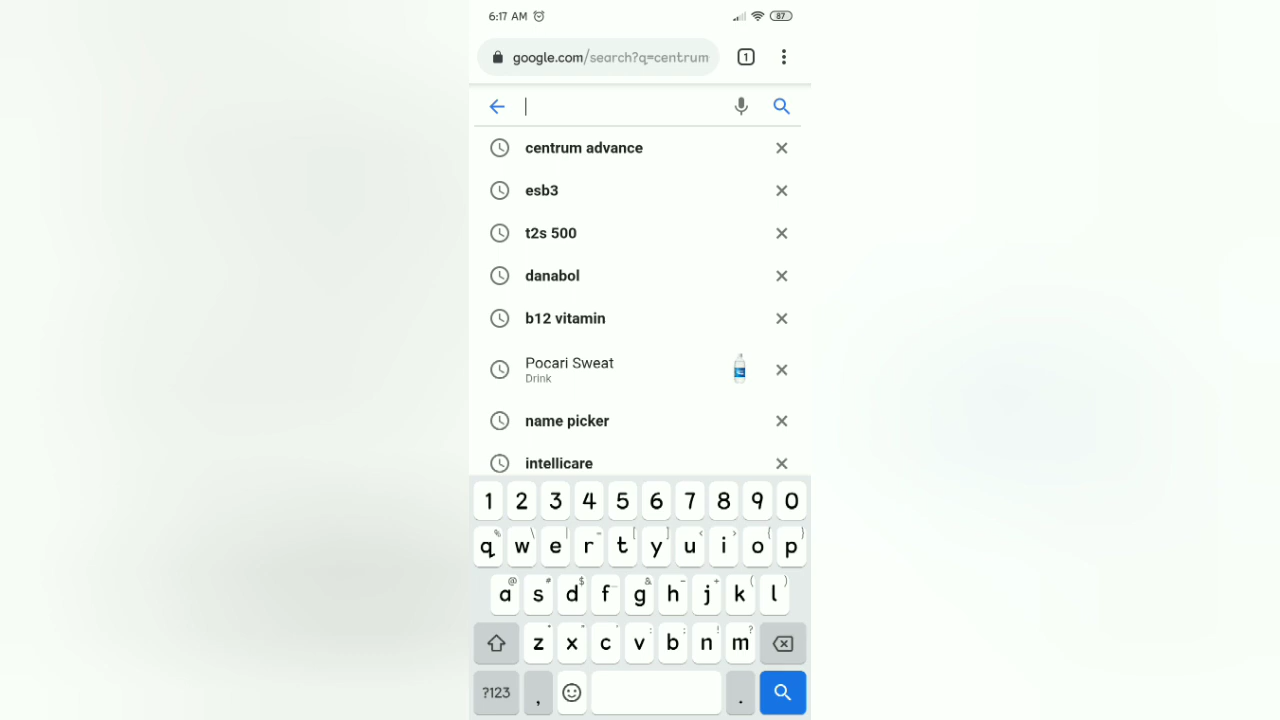 6:17 AM 87
google.com/search?q=centrum 1
centrum advance
esb3
t2s 500
danabol
b12 vitamin
Pocari Sweat
Drink
name picker
intellicare
1 2 3 4 5 6 7 8 9 0
q w e r t y u i o p
a s d f g h j k l
z x c v b n m
?123 , .